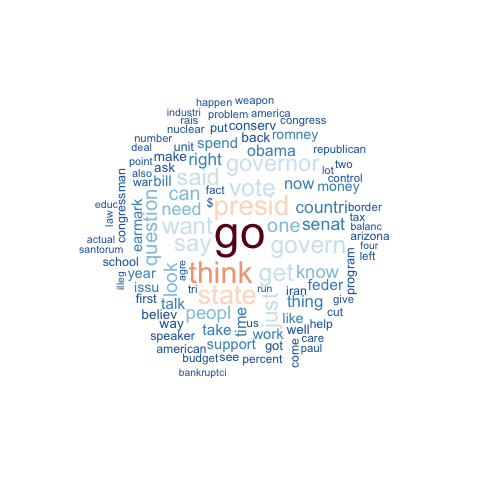 happen weapon
industri
rais problem america
number nuclear put conserv congress
deal unit spend back romney
point make right obama republican
also ask governor lot two
congressman war bill said now control
educ can fact vote money
law earmark need $ presid countri border
question want one senat tax
actual say go govern balanc
santorum arizona
school look agre think get know four
illeg year tri state run iran feder left
issu just thing program
first talk peopl time us like give
believ way take work well help cut
speaker support got care
american budget see percent come paul
bankruptci